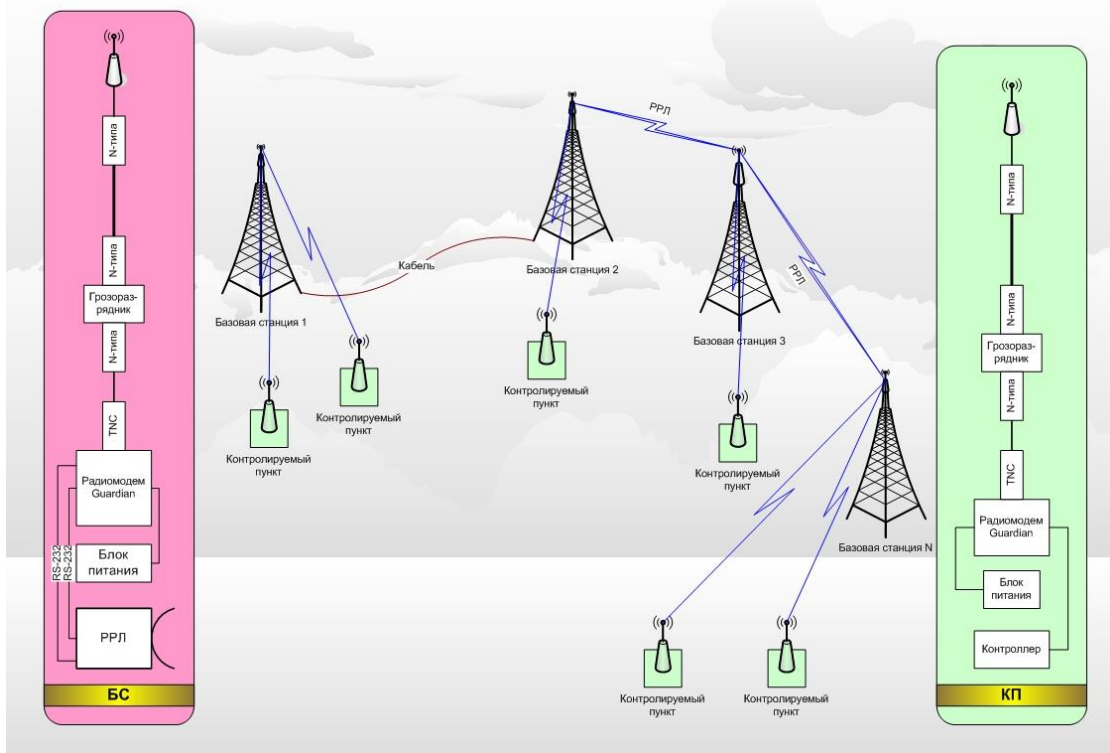 N-типа
N-типа
Грозораз-
рядник
N-типа
TNC
Радиомодем
Guardian
RS-232
RS-232
Блок
питания
РРЛ
БС
Базовая станция 1
Кабель
Базовая станция 2
РРЛ
Базовая станция 3
РРЛ
Базовая станция N
Контролируемый
пункт
Контролируемый
пункт
Контролируемый
пункт
Контролируемый
пункт
Контролируемый
пункт
Контролируемый
пункт
N-типа
N-типа
Грозораз-
рядник
N-типа
TNC
Радиомодем
Guardian
Блок
питания
Контроллер
КП